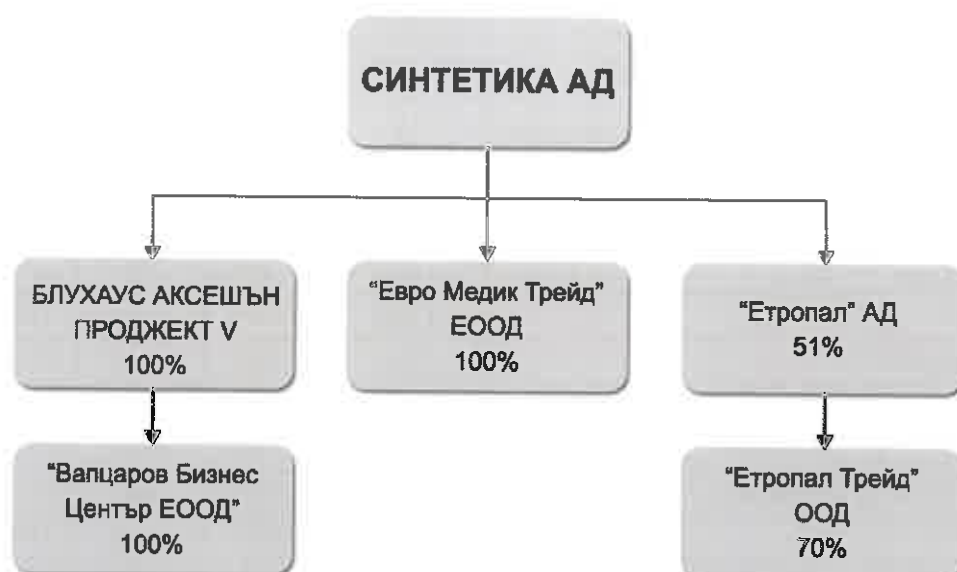 СИНТЕТИКА АД
БЛУХАУС АКСЕШЪН
ПРОДЖЕКТ V
100%
“Евро Медик Трейд”
ЕООД
100%
“Етропал” АД
51%
“Вапцаров Бизнес
Център ЕООД”
100%
“Етропал Трейд”
ООД
70%